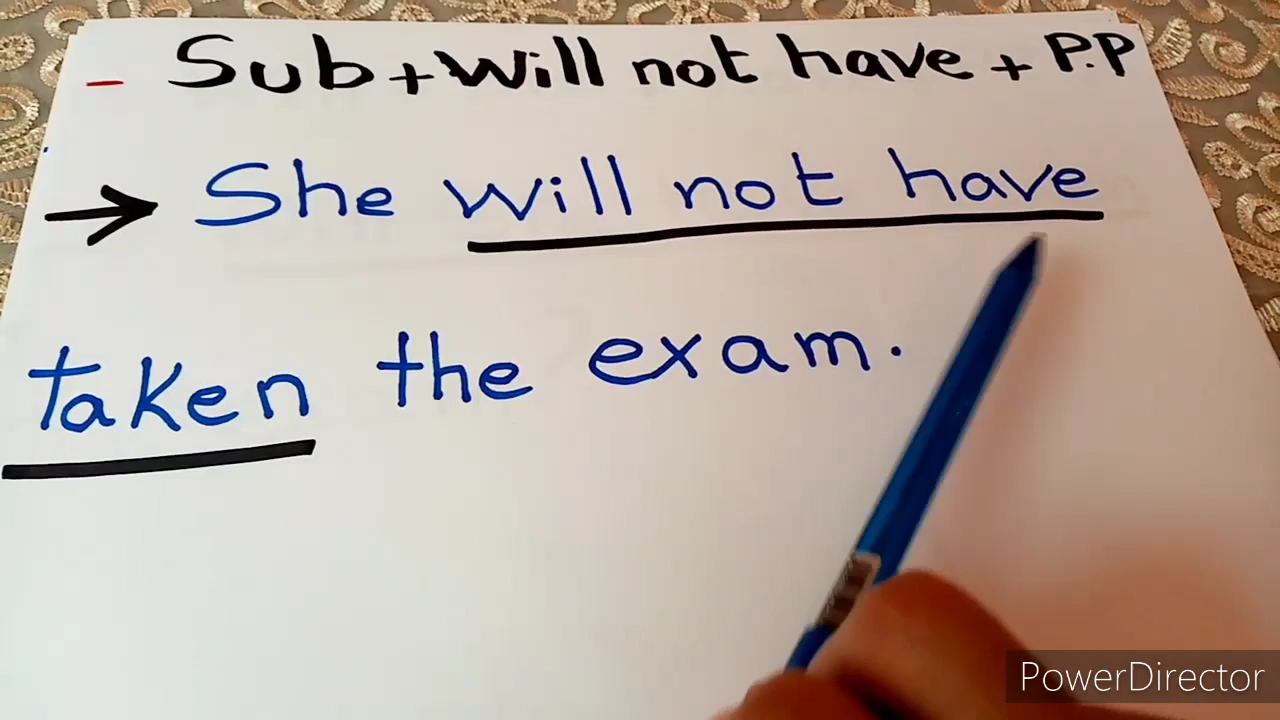 - Sub+Will not have + P.P
→ She will not have
taken the exam.
PowerDirector